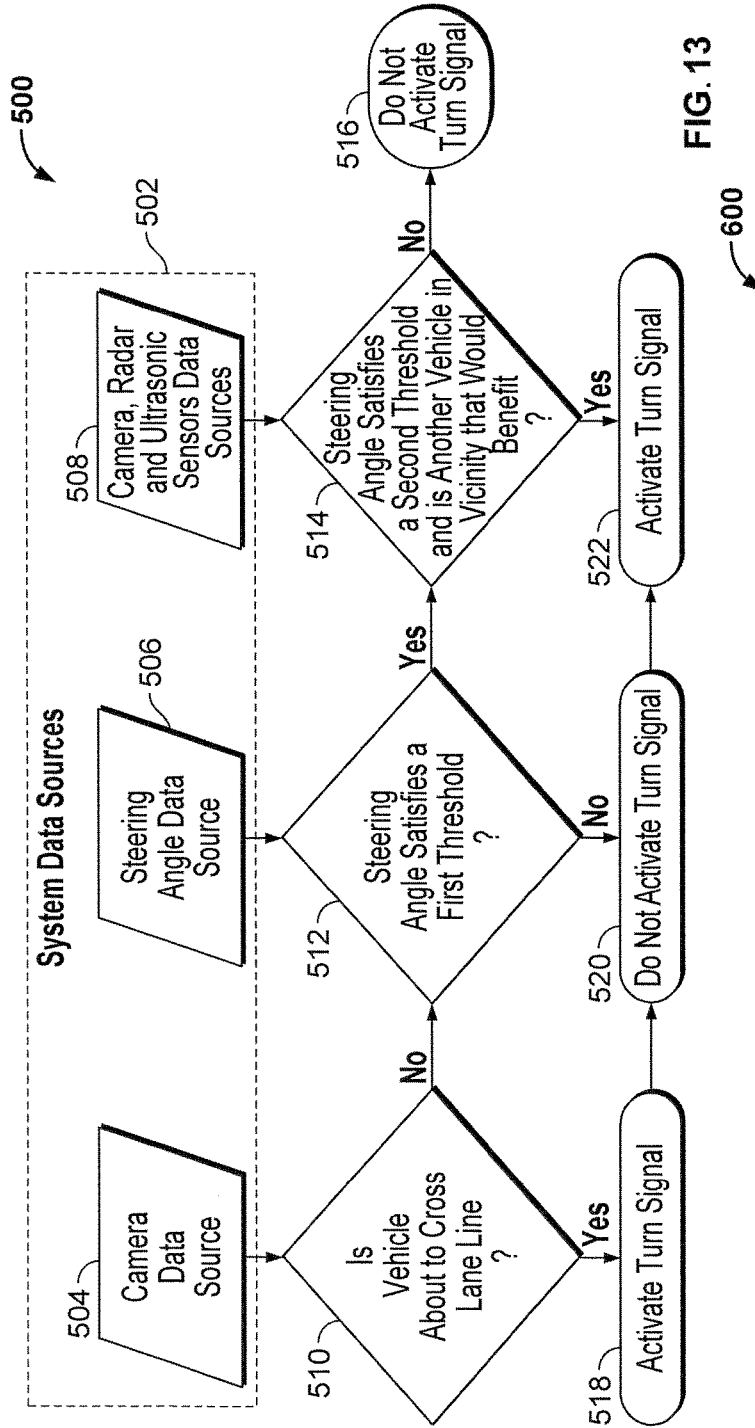 500
502
System Data Sources
504
Camera
Data
Source
506
Steering
Angle Data
Source
508
Camera, Radar
and Ultrasonic
Sensors Data
Sources
510
Is
Vehicle
About to Cross
Lane Line
?
No
Yes
512
Steering
Angle Satisfies a
First Threshold
?
Yes
No
514
Steering
Angle Satisfies
a Second Threshold
and is Another Vehicle in
Vicinity that Would
Benefit
?
No
Yes
516
Do Not
Activate
Turn Signal
518
Activate Turn Signal
520
Do Not Activate Turn Signal
522
Activate Turn Signal
FIG. 13
600